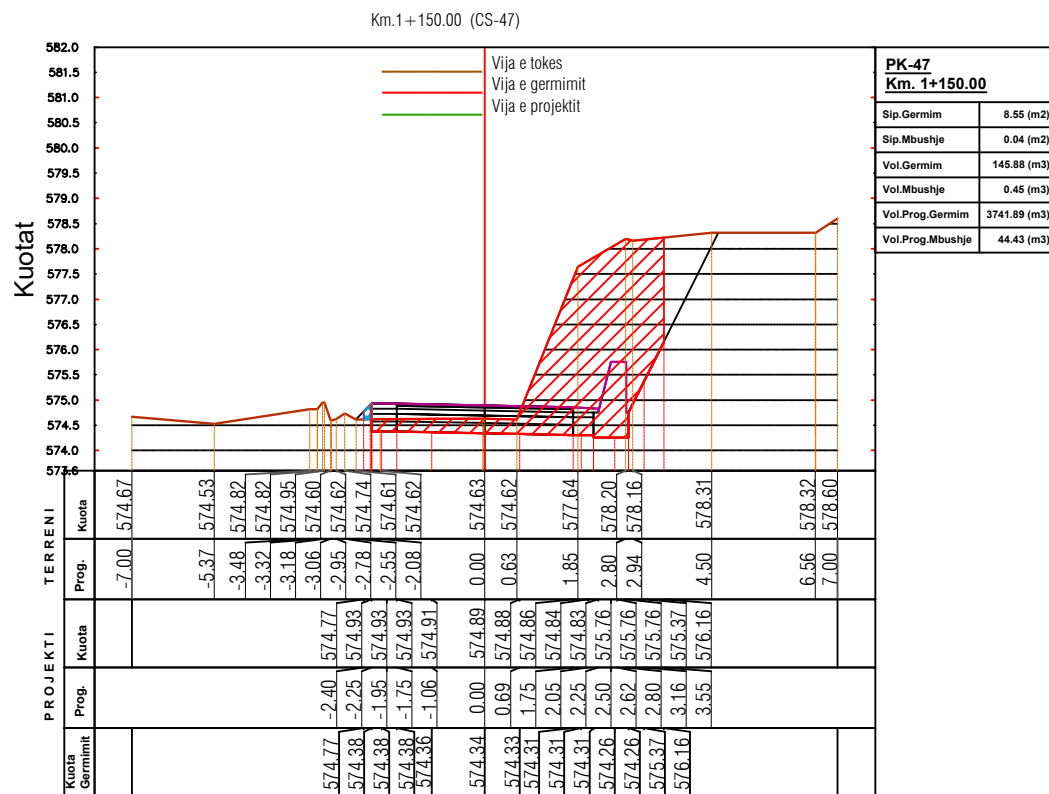 Km.1+150.00 (CS-47)
Vija e tokes
Vija e germimit
Vija e projektit
Kuotat
582.0
581.5
581.0
580.5
580.0
579.5
579.0
578.5
578.0
577.5
577.0
576.5
576.0
575.5
575.0
574.5
574.0
573.6
PK-47
Km. 1+150.00
Sip.Germim 8.55 (m2)
Sip.Mbushje 0.04 (m2)
Vol.Germim 145.88 (m3)
Vol.Mbushje 0.45 (m3)
Vol.Prog.Germim 3741.89 (m3)
Vol.Prog.Mbushje 44.43 (m3)
TERRENI
Kuota 574.67 574.53 574.82 574.82 574.95 574.60 574.62 574.74 574.61 574.62 574.63 574.62 577.64 578.20 578.16 578.31 578.32 578.60
Prog. -7.00 -5.37 -3.48 -3.32 -3.18 -3.06 -2.95 -2.78 -2.55 -2.08 0.00 0.63 1.85 2.80 2.94 4.50 6.56 7.00
PROJEKTI
Kuota 574.77 574.93 574.93 574.93 574.91 574.89 574.88 574.86 574.84 574.83 575.76 575.76 575.76 575.37 576.16
Prog. -2.40 -2.25 -1.95 -1.75 -1.06 0.00 0.69 1.75 2.05 2.25 2.50 2.62 2.80 3.16 3.55
Kuota Germimit 574.77 574.38 574.38 574.38 574.36 574.34 574.33 574.31 574.31 574.31 574.26 574.26 575.37 576.16